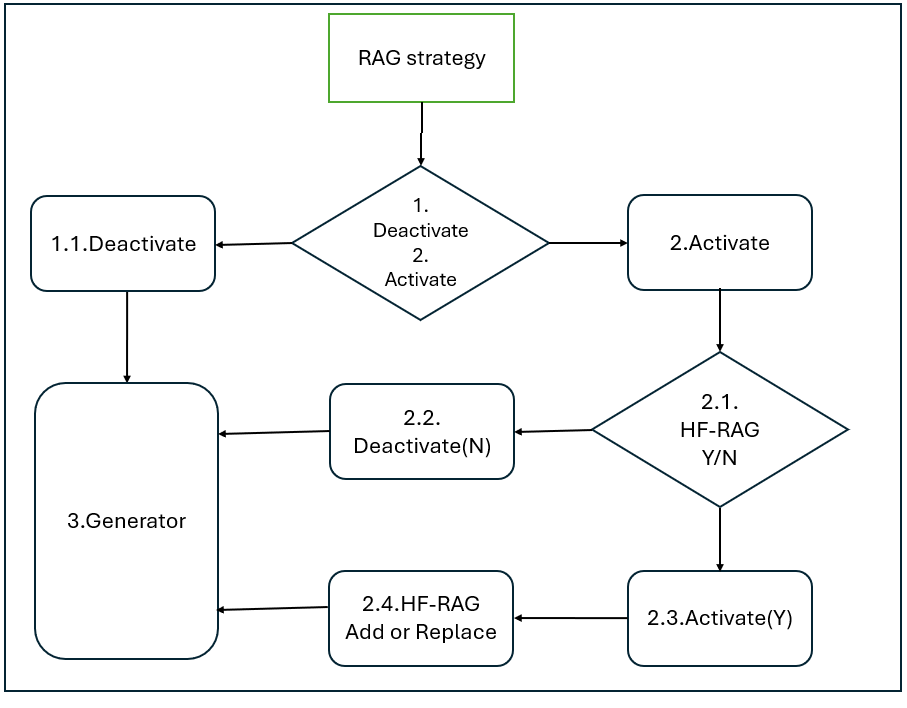 RAG strategy
1.
Deactivate
2.
Activate
1.1.Deactivate
2.Activate
2.1.
HF-RAG
Y/N
2.2.
Deactivate(N)
3.Generator
2.4.HF-RAG
Add or Replace
2.3.Activate(Y)